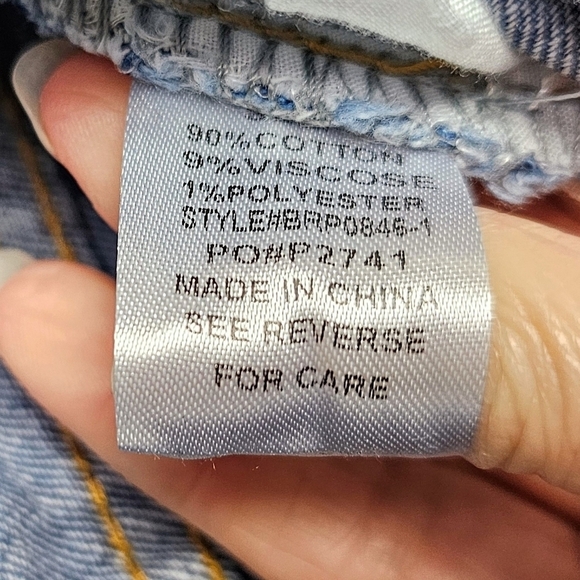 90%COTTON
9%VISCOSE
1%POLYESTER
STYLE#BRP0846-1
PO#P2741
MADE IN CHINA
SEE REVERSE
FOR CARE